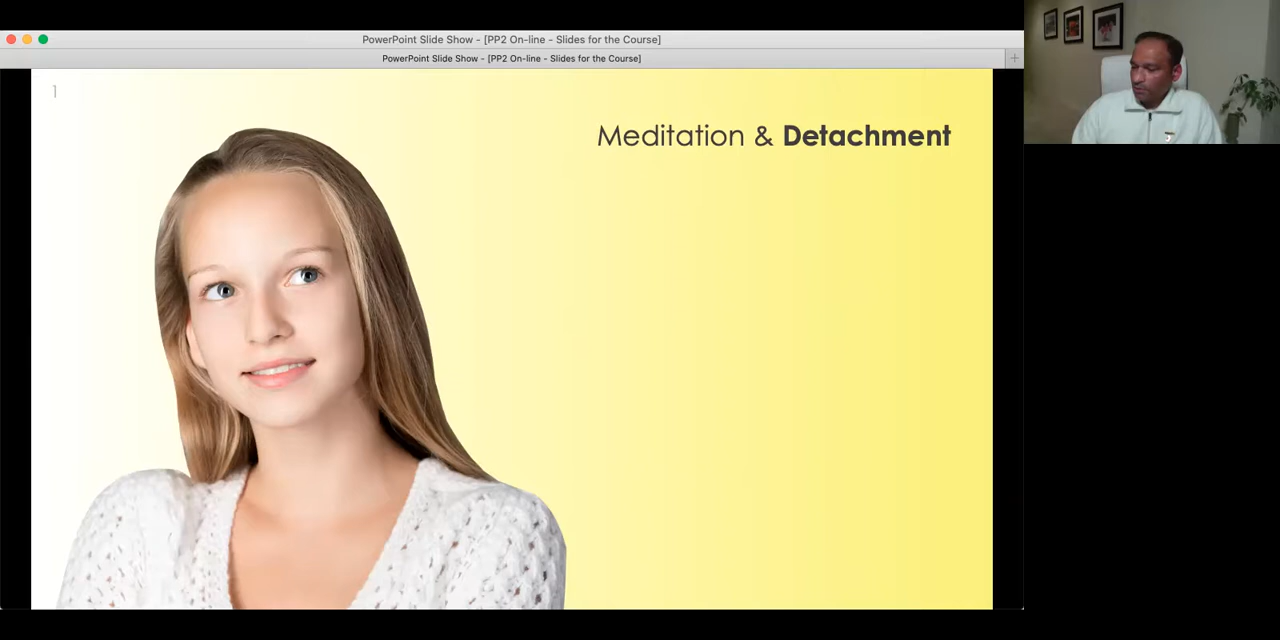 PowerPoint Slide Show - [PP2 On-line - Slides for the Course]
PowerPoint Slide Show - [PP2 On-line - Slides for the Course]
1
Meditation & Detachment